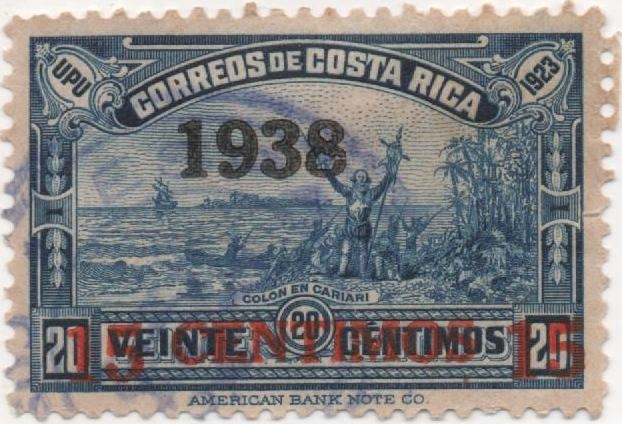 UPU CORREOS DE COSTA RICA 1923
1938
COLON EN CARIARI
20 VEINTE 20 CENTIMOS 20
15 CENTIMOS 15
AMERICAN BANK NOTE CO.